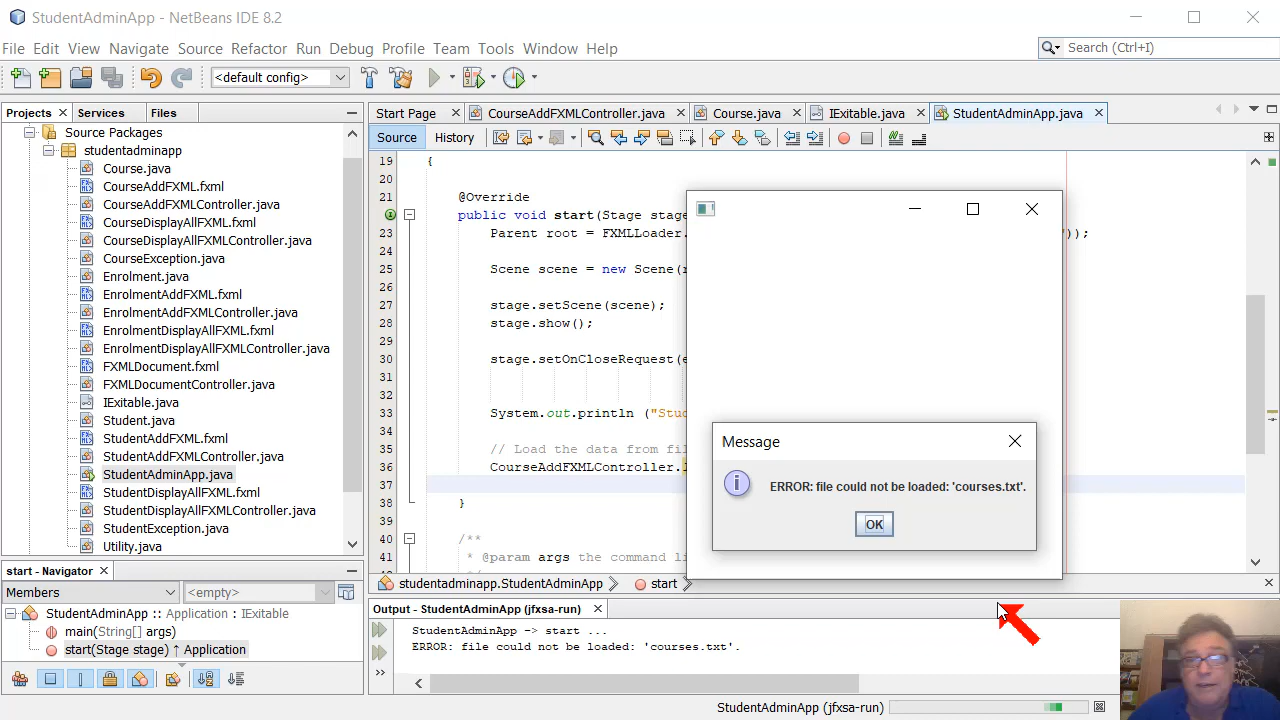 StudentAdminApp - NetBeans IDE 8.2
File Edit View Navigate Source Refactor Run Debug Profile Team Tools Window Help
Search (Ctrl+I)
<default config>
Projects Services Files
Start Page CourseAddFXMLController.java Course.java IExitable.java StudentAdminApp.java
Source History
Source Packages
studentadminapp
Course.java
CourseAddFXML.fxml
CourseAddFXMLController.java
CourseDisplayAllFXML.fxml
CourseDisplayAllFXMLController.java
CourseException.java
Enrolment.java
EnrolmentAddFXML.fxml
EnrolmentAddFXMLController.java
EnrolmentDisplayAllFXML.fxml
EnrolmentDisplayAllFXMLController.java
FXMLDocument.fxml
FXMLDocumentController.java
IExitable.java
Student.java
StudentAddFXML.fxml
StudentAddFXMLController.java
StudentAdminApp.java
StudentDisplayAllFXML.fxml
StudentDisplayAllFXMLController.java
StudentException.java
Utility.java
19 {
20
21 @Override
public void start(Stage stage
23 Parent root = FXMLLoader. "));
24
25 Scene scene = new Scene(
26
27 stage.setScene(scene);
28 stage.show();
29
30 stage.setOnCloseRequest(
31
32
33 System.out.println ("Stud
34
35 // Load the data from fil
36 CourseAddFXMLController.
37
38 }
39
40 /**
41 * @param args the command li
Message
ERROR: file could not be loaded: 'courses.txt'.
OK
studentadminapp.StudentAdminApp start
start - Navigator
Members <empty>
StudentAdminApp :: Application : IExitable
main(String[] args)
start(Stage stage) ↑ Application
Output - StudentAdminApp (jfxsa-run)
StudentAdminApp -> start ...
ERROR: file could not be loaded: 'courses.txt'.
StudentAdminApp (jfxsa-run)